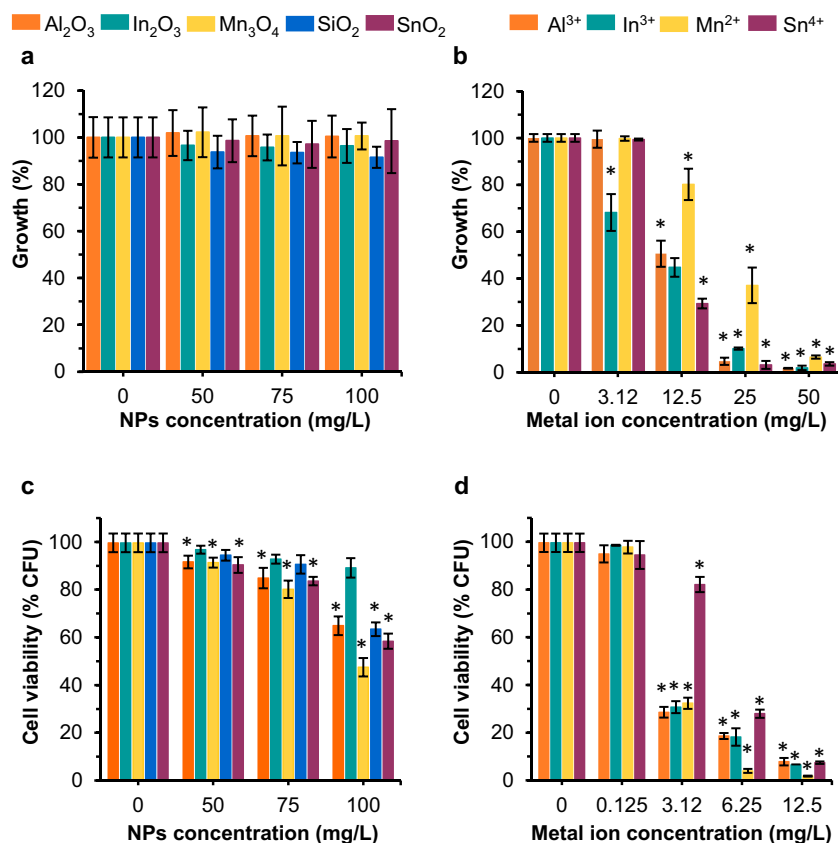 Al₂O₃ In₂O₃ Mn₃O₄ SiO₂ SnO₂
Al³⁺ In³⁺ Mn²⁺ Sn⁴⁺
a
120
100
80
60
40
20
0
Growth (%)
0 50 75 100
NPs concentration (mg/L)
b
120
100
80
60
40
20
0
Growth (%)
* * * * * * * * * * * *
0 3.12 12.5 25 50
Metal ion concentration (mg/L)
c
100
80
60
40
20
0
Cell viability (% CFU)
* * * * * * * * * *
0 50 75 100
NPs concentration (mg/L)
d
100
80
60
40
20
0
Cell viability (% CFU)
* * * * * * * * * * * *
0 0.125 3.12 6.25 12.5
Metal ion concentration (mg/L)